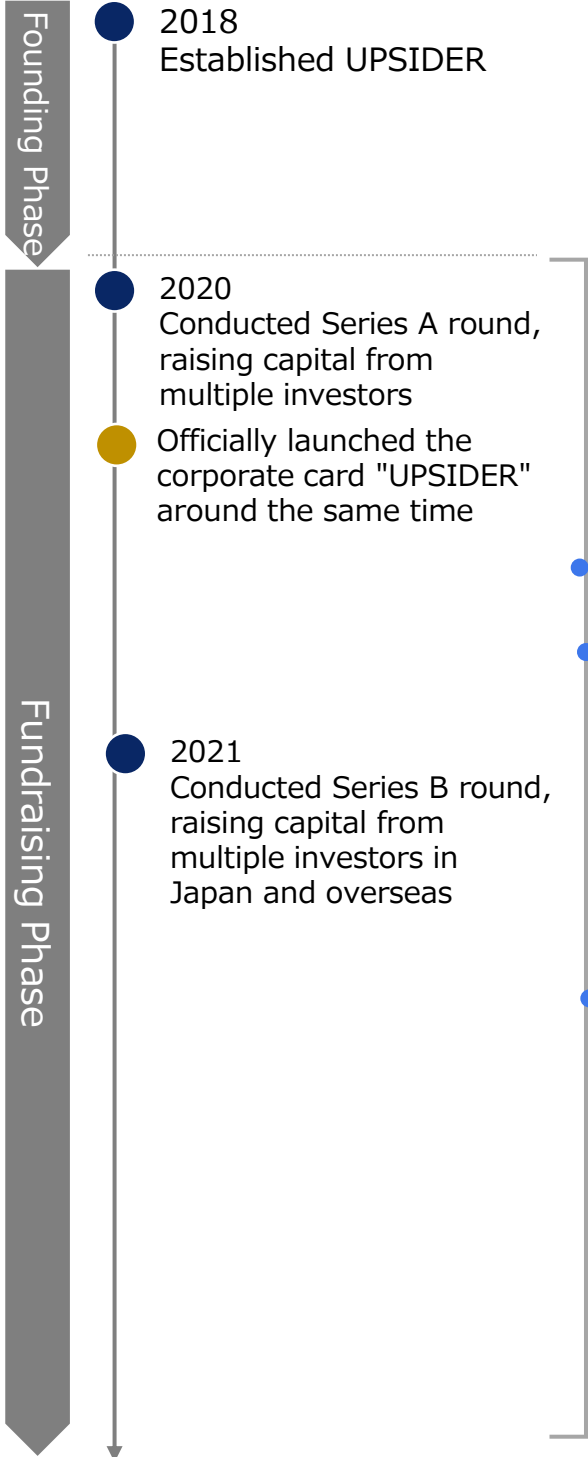 Founding Phase
2018
Established UPSIDER
Fundraising Phase
2020
Conducted Series A round,
raising capital from
multiple investors
Officially launched the
corporate card "UPSIDER"
around the same time
2021
Conducted Series B round,
raising capital from
multiple investors in
Japan and overseas